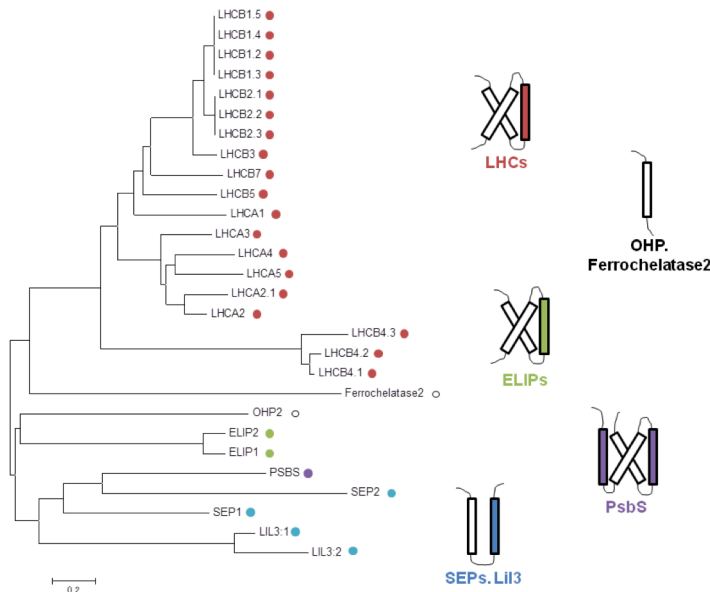 LHCB1.5
LHCB1.4
LHCB1.2
LHCB1.3
LHCB2.1
LHCB2.2
LHCB2.3
LHCB3
LHCB7
LHCB5
LHCA1
LHCA3
LHCA4
LHCA5
LHCA2.1
LHCA2
LHCB4.3
LHCB4.2
LHCB4.1
Ferrochelatase2
OHP2
ELIP2
ELIP1
PSBS
SEP2
SEP1
LIL3:1
LIL3:2
0.2
LHCs
OHP.
Ferrochelatase2
ELIPs
PsbS
SEPs. Lil3